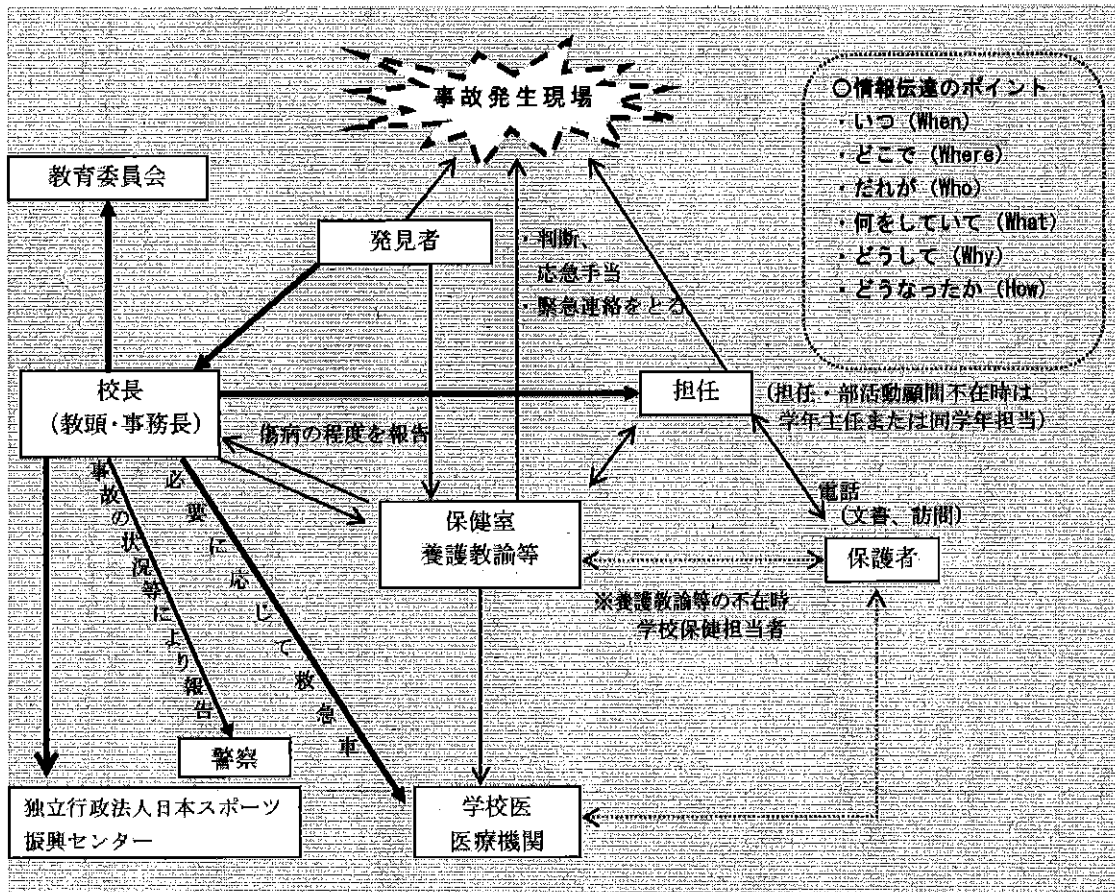 事故発生現場
〇情報伝達のポイント
・いつ (When)
・どこで (Where)
・だれが (Who)
・何をしていて (What)
・どうして (Why)
・どうなったか (How)
教育委員会
発見者
・判断、
応急手当
・緊急連絡をとる
校長
(教頭・事務長)
担任
(担任・部活動顧問不在時は
学年主任または同学年担当)
傷病の程度を報告
事故の状況等により報告
必要に応じて救急車
保健室
養護教諭等
電話
(文書、訪問)
保護者
※養護教諭等の不在時
学校保健担当者
警察
独立行政法人日本スポーツ
振興センター
学校医
医療機関